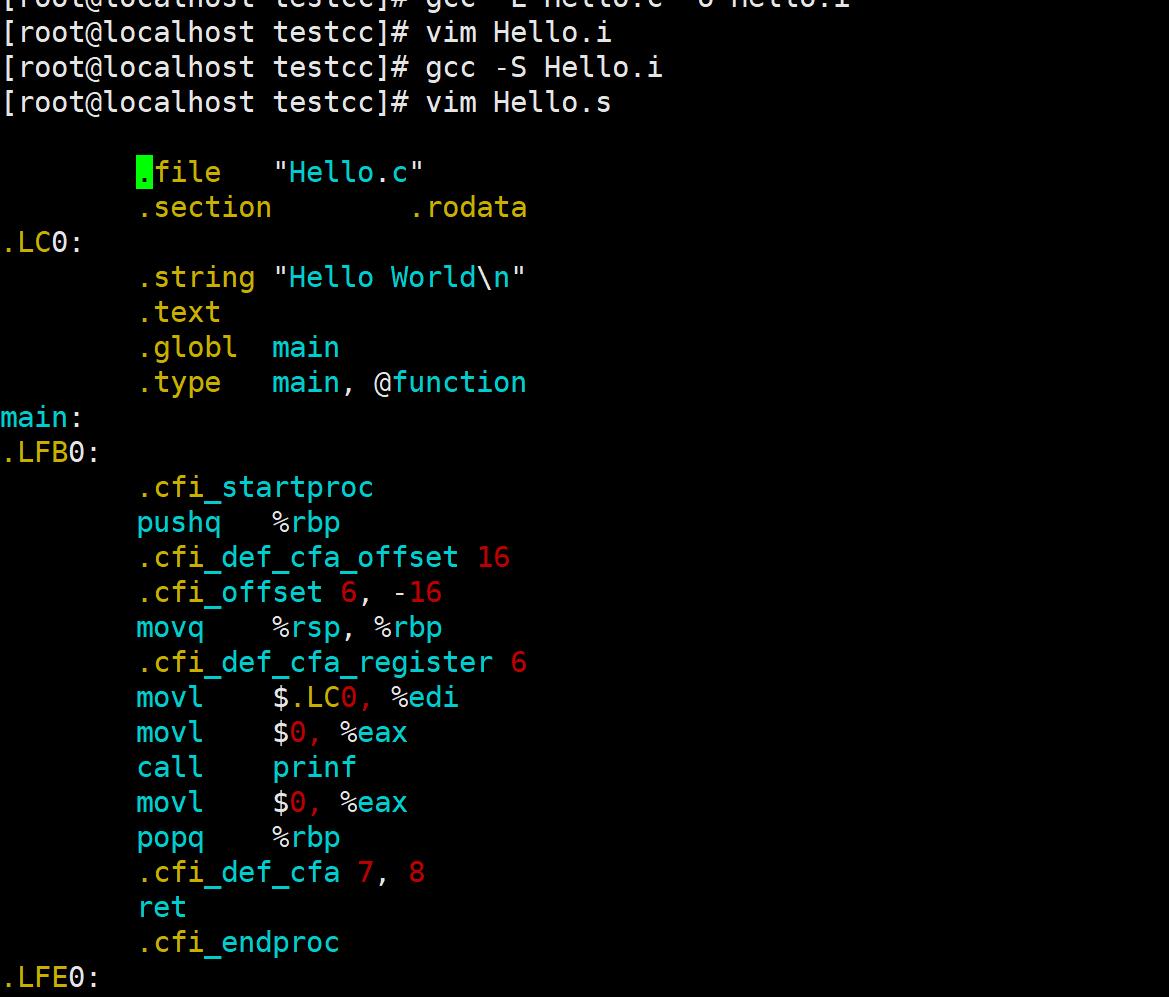 [root@localhost testcc]# gcc -E Hello.c -o Hello.i
[root@localhost testcc]# vim Hello.i
[root@localhost testcc]# gcc -S Hello.i
[root@localhost testcc]# vim Hello.s
.file "Hello.c"
.section .rodata
.LC0:
.string "Hello World\n"
.text
.globl main
.type main, @function
main:
.LFB0:
.cfi_startproc
pushq %rbp
.cfi_def_cfa_offset 16
.cfi_offset 6, -16
movq %rsp, %rbp
.cfi_def_cfa_register 6
movl $.LC0, %edi
movl $0, %eax
call prinf
movl $0, %eax
popq %rbp
.cfi_def_cfa 7, 8
ret
.cfi_endproc
.LFE0: